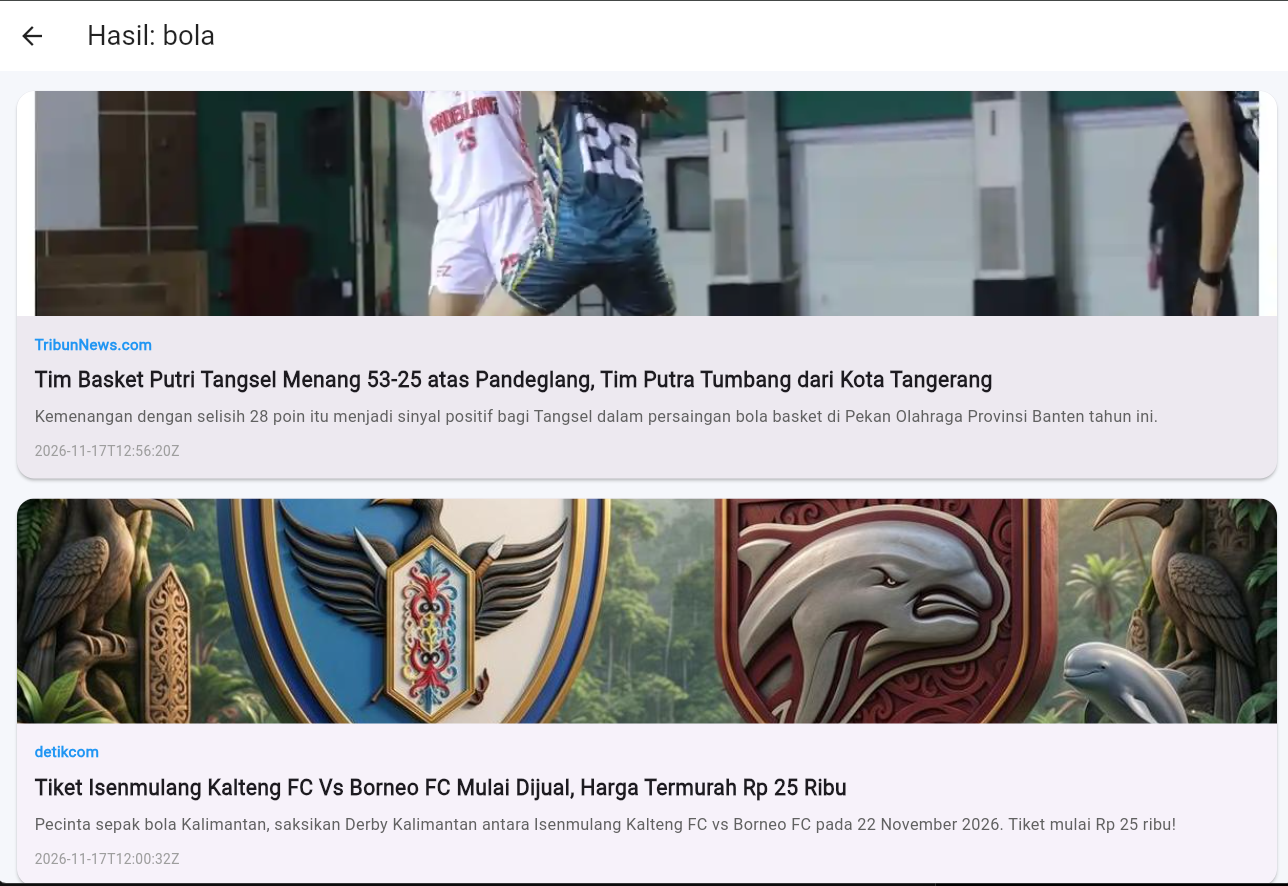 Hasil: bola
PANDEGLANG
25
28
25
TribunNews.com
Tim Basket Putri Tangsel Menang 53-25 atas Pandeglang, Tim Putra Tumbang dari Kota Tangerang
Kemenangan dengan selisih 28 poin itu menjadi sinyal positif bagi Tangsel dalam persaingan bola basket di Pekan Olahraga Provinsi Banten tahun ini.
2026-11-17T12:56:20Z
detikcom
Tiket Isenmulang Kalteng FC Vs Borneo FC Mulai Dijual, Harga Termurah Rp 25 Ribu
Pecinta sepak bola Kalimantan, saksikan Derby Kalimantan antara Isenmulang Kalteng FC vs Borneo FC pada 22 November 2026. Tiket mulai Rp 25 ribu!
2026-11-17T12:00:32Z